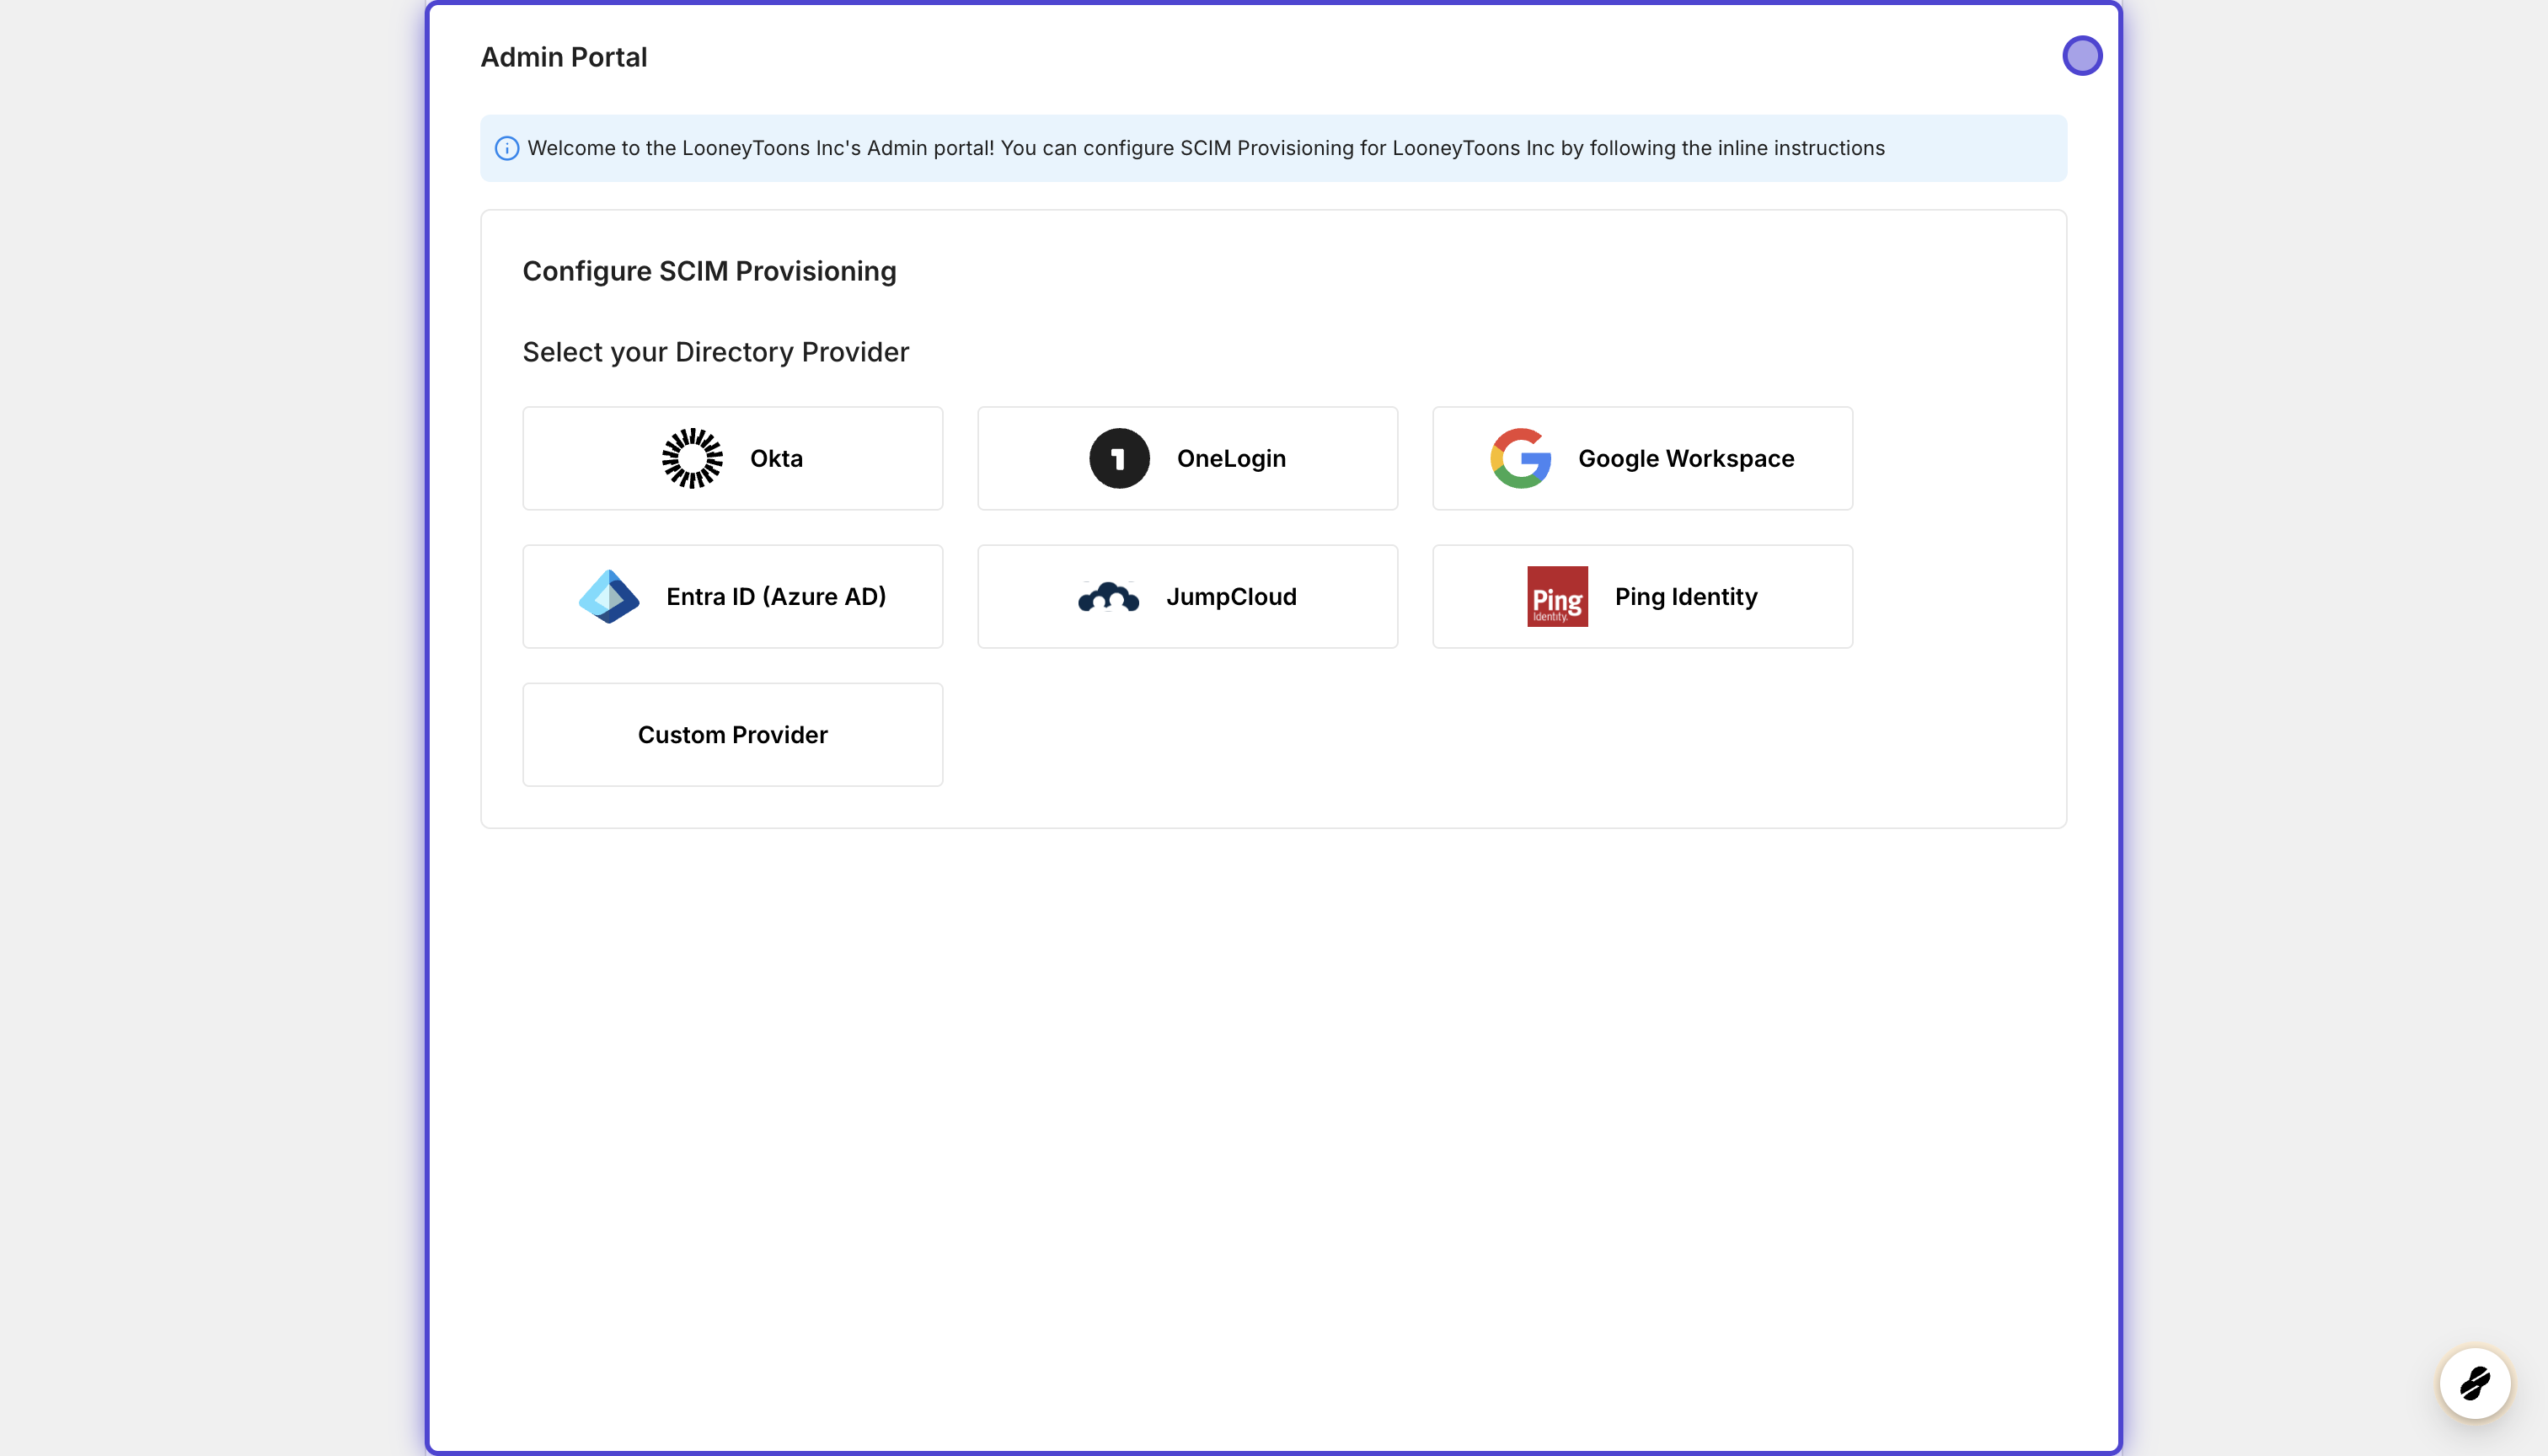 Admin Portal
Welcome to the LooneyToons Inc's Admin portal! You can configure SCIM Provisioning for LooneyToons Inc by following the inline instructions
Configure SCIM Provisioning
Select your Directory Provider
Okta
1 OneLogin
Google Workspace
Entra ID (Azure AD)
JumpCloud
Ping Identity. Ping Identity
Custom Provider